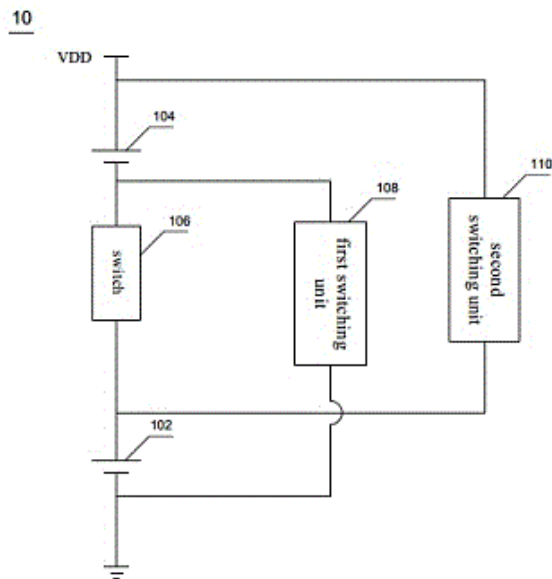 10
VDD
104
106
switch
108
first switching
unit
110
second
switching unit
102